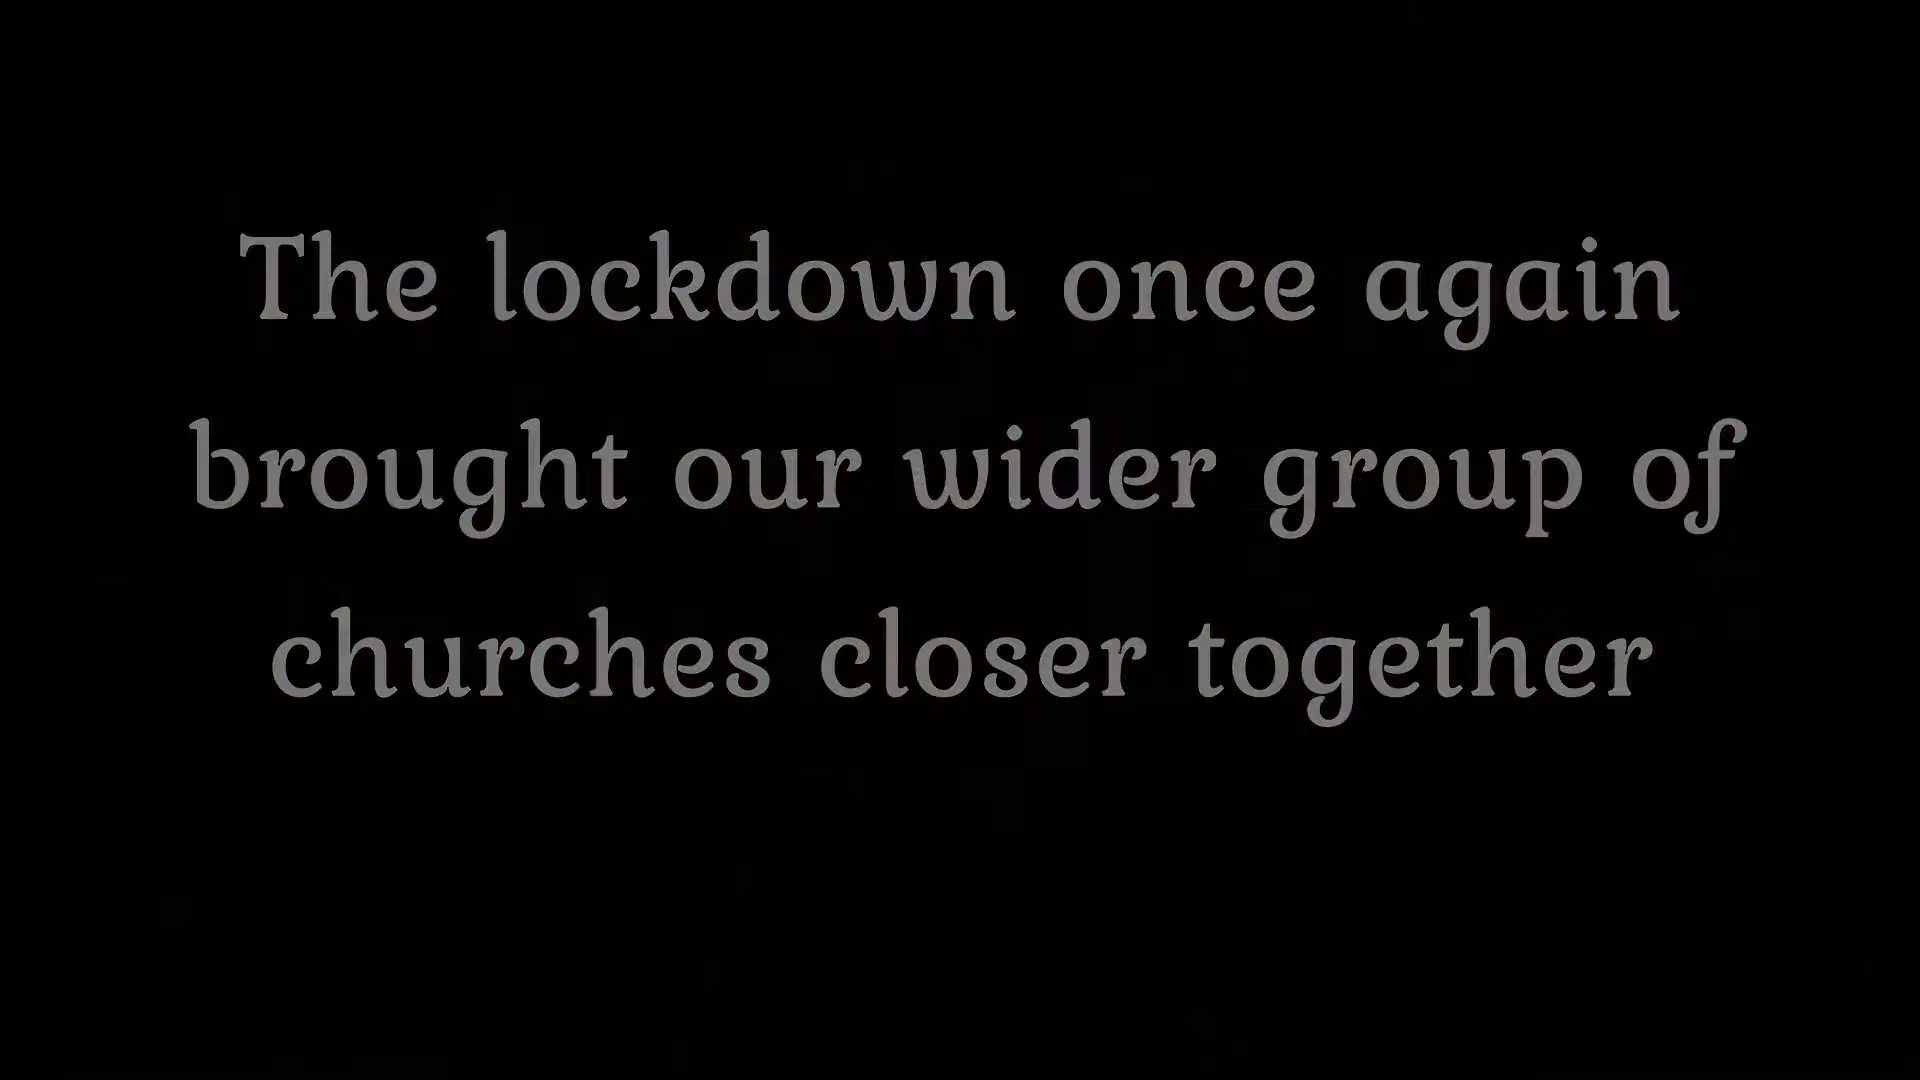 The lockdown once again
brought our wider group of
churches closer together